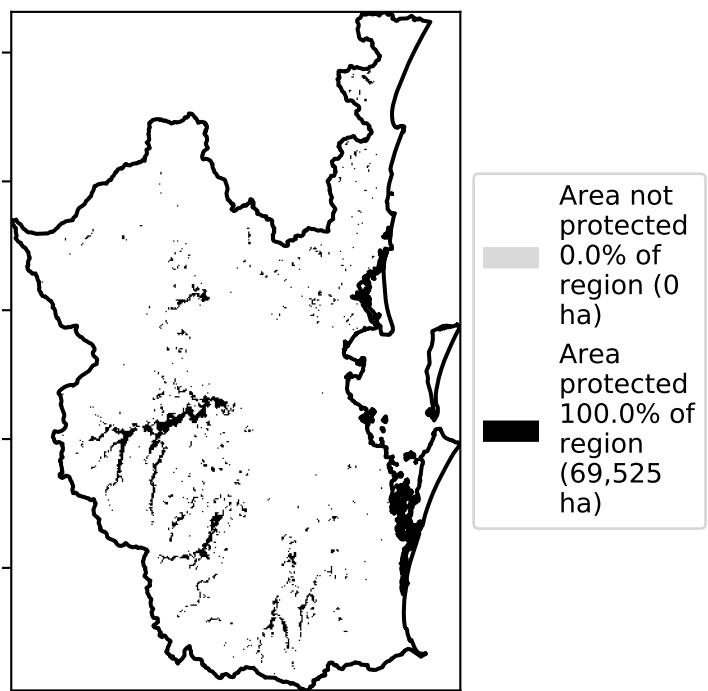 Area not
protected
0.0% of
region (0
ha)
Area
protected
100.0% of
region
(69,525
ha)